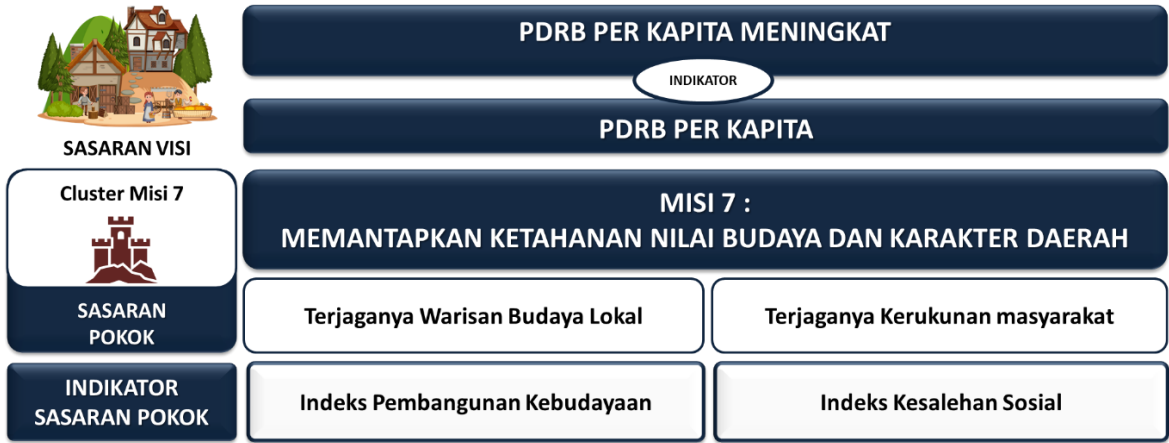 PDRB PER KAPITA MENINGKAT
INDIKATOR
PDRB PER KAPITA
SASARAN VISI
Cluster Misi 7
MISI 7 :
MEMANTAPKAN KETAHANAN NILAI BUDAYA DAN KARAKTER DAERAH
SASARAN
POKOK
Terjaganya Warisan Budaya Lokal
Terjaganya Kerukunan masyarakat
INDIKATOR
SASARAN POKOK
Indeks Pembangunan Kebudayaan
Indeks Kesalehan Sosial